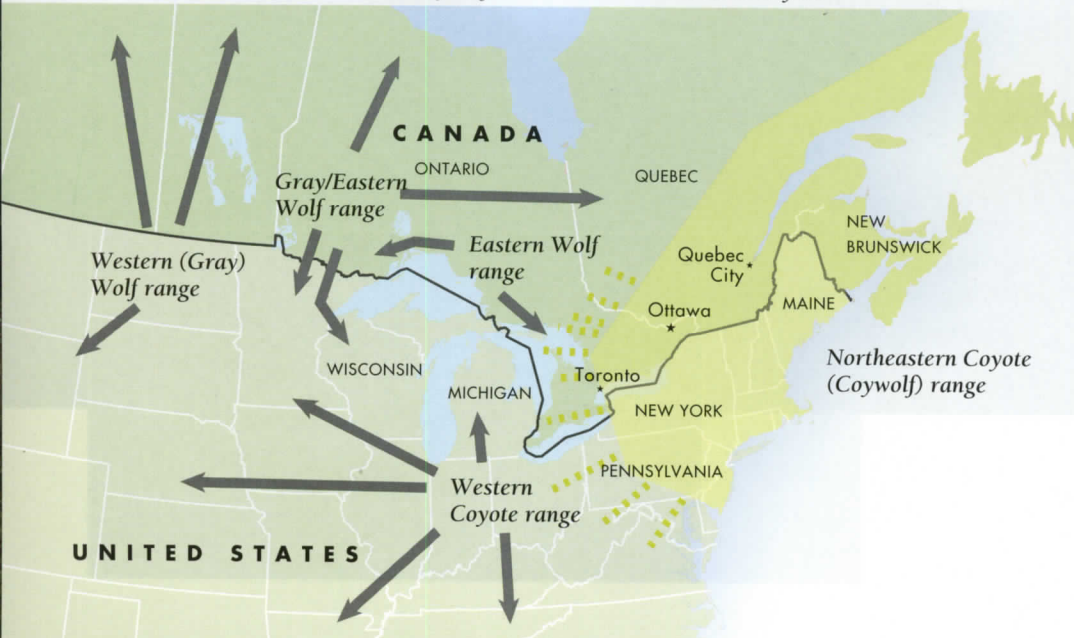 CANADA
ONTARIO
Gray/Eastern
Wolf range
QUEBEC
NEW
BRUNSWICK
Eastern Wolf
range
Quebec
City
Western (Gray)
Wolf range
MAINE
Ottawa
Northeastern Coyote
(Coywolf) range
WISCONSIN
Toronto
MICHIGAN
NEW YORK
PENNSYLVANIA
Western
Coyote range
UNITED STATES